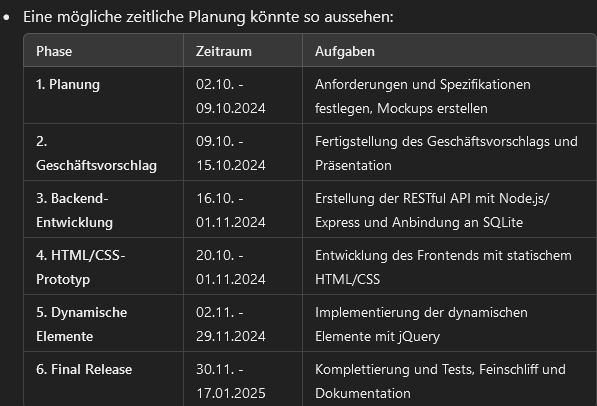 Eine mögliche zeitliche Planung könnte so aussehen:
Phase Zeitraum Aufgaben
1. Planung 02.10. - 09.10.2024 Anforderungen und Spezifikationen festlegen, Mockups erstellen
2. Geschäftsvorschlag 09.10. - 15.10.2024 Fertigstellung des Geschäftsvorschlags und Präsentation
3. Backend-Entwicklung 16.10. - 01.11.2024 Erstellung der RESTful API mit Node.js/Express und Anbindung an SQLite
4. HTML/CSS-Prototyp 20.10. - 01.11.2024 Entwicklung des Frontends mit statischem HTML/CSS
5. Dynamische Elemente 02.11. - 29.11.2024 Implementierung der dynamischen Elemente mit jQuery
6. Final Release 30.11. - 17.01.2025 Komplettierung und Tests, Feinschliff und Dokumentation